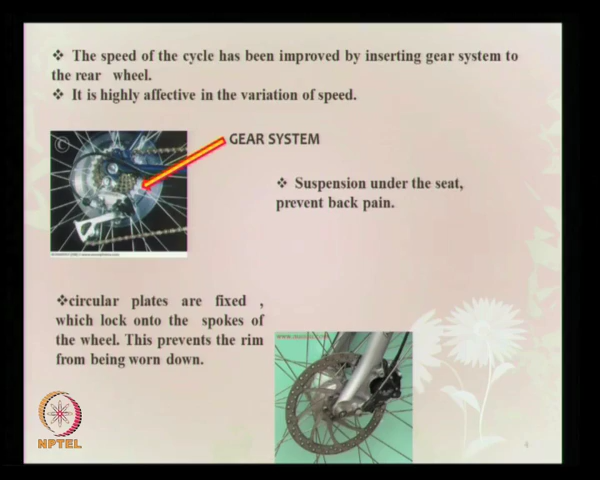 ❖ The speed of the cycle has been improved by inserting gear system to
the rear wheel.
❖ It is highly affective in the variation of speed.
GEAR SYSTEM
❖ Suspension under the seat,
prevent back pain.
❖circular plates are fixed ,
which lock onto the spokes of
the wheel. This prevents the rim
from being worn down.
NPTEL
4